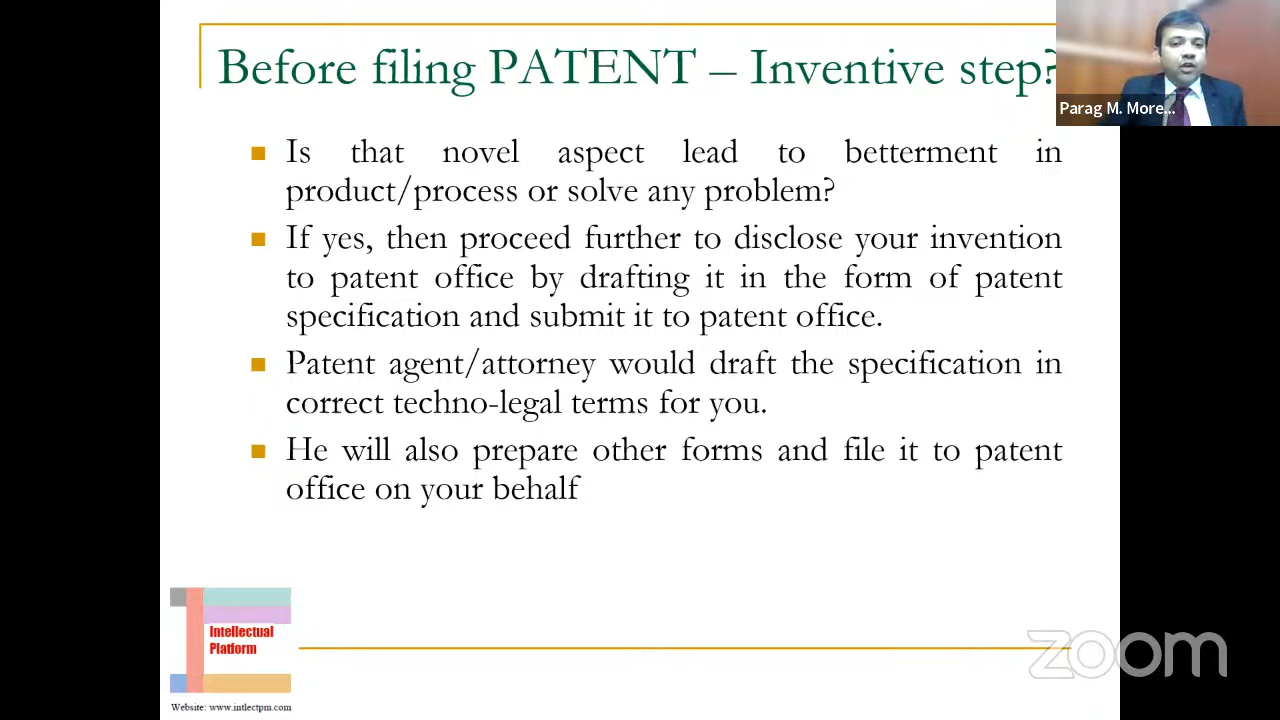 Before filing PATENT – Inventive step?
Parag M. More...
Is that novel aspect lead to betterment in
product/process or solve any problem?
If yes, then proceed further to disclose your invention
to patent office by drafting it in the form of patent
specification and submit it to patent office.
Patent agent/attorney would draft the specification in
correct techno-legal terms for you.
He will also prepare other forms and file it to patent
office on your behalf
Intellectual
Platform
zoom
Website: www.intlectpm.com